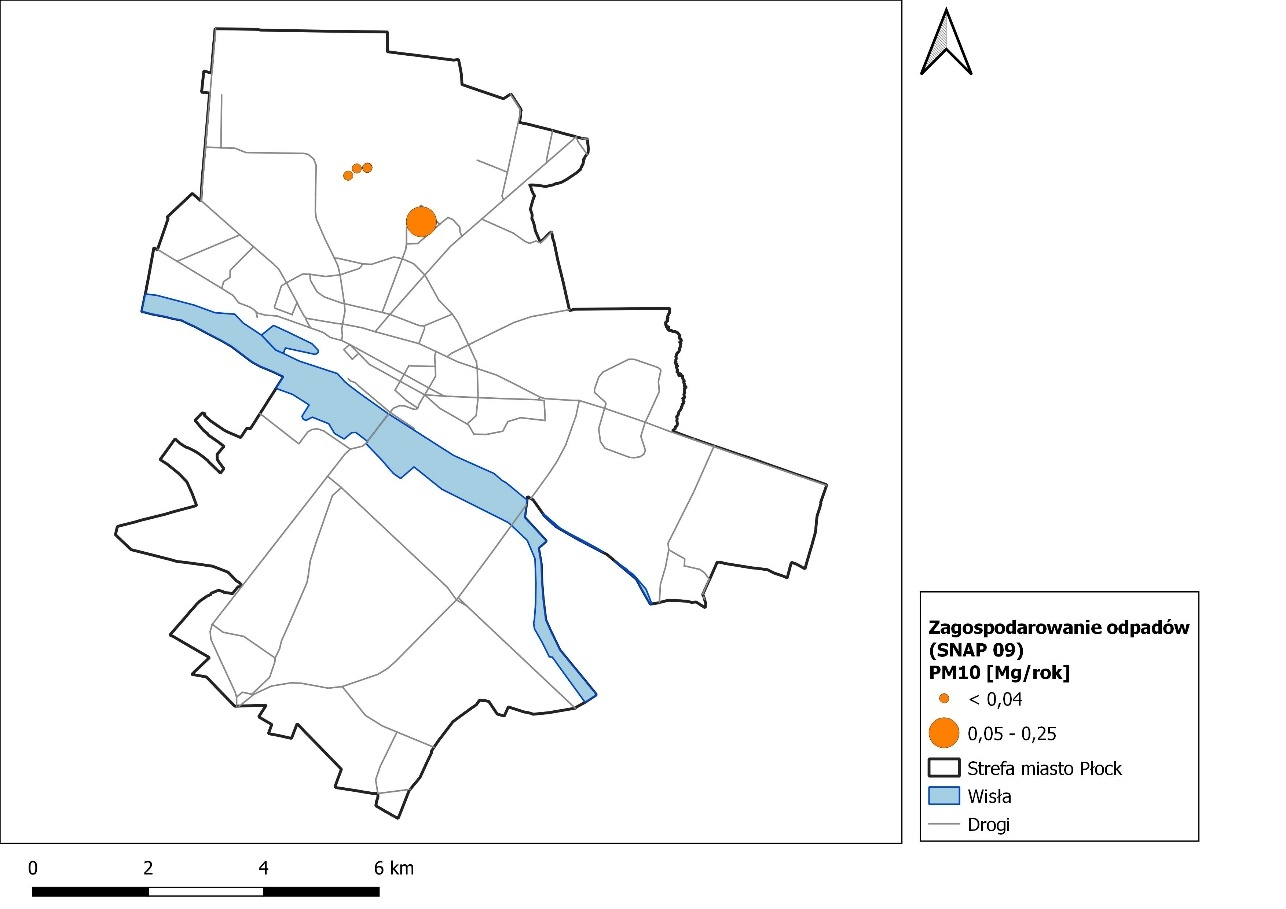 Zagospodarowanie odpadów
(SNAP 09)
PM10 [Mg/rok]
< 0,04
0,05 - 0,25
Strefa miasto Płock
Wisła
Drogi
0 2 4 6 km